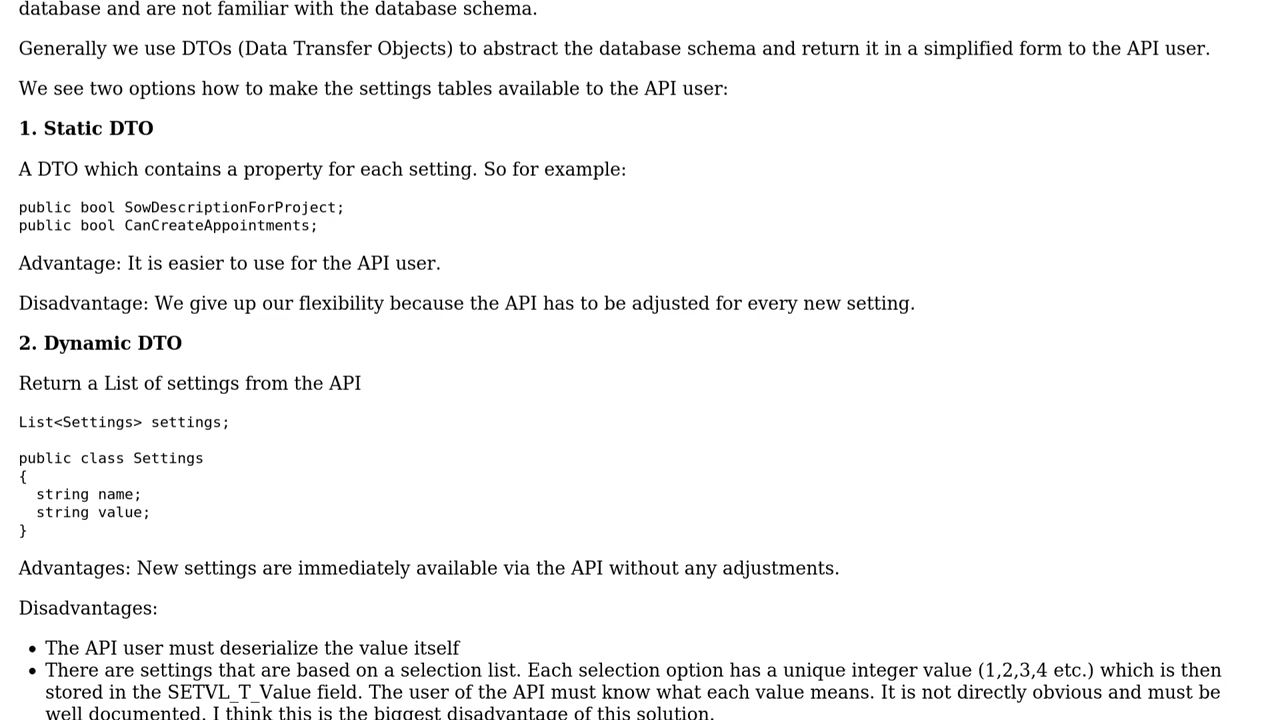 database and are not familiar with the database schema.
Generally we use DTOs (Data Transfer Objects) to abstract the database schema and return it in a simplified form to the API user.
We see two options how to make the settings tables available to the API user:
1. Static DTO
A DTO which contains a property for each setting. So for example:
public bool SowDescriptionForProject;
public bool CanCreateAppointments;
Advantage: It is easier to use for the API user.
Disadvantage: We give up our flexibility because the API has to be adjusted for every new setting.
2. Dynamic DTO
Return a List of settings from the API
List<Settings> settings;
public class Settings
{
  string name;
  string value;
}
Advantages: New settings are immediately available via the API without any adjustments.
Disadvantages:
• The API user must deserialize the value itself
• There are settings that are based on a selection list. Each selection option has a unique integer value (1,2,3,4 etc.) which is then
stored in the SETVL_T_Value field. The user of the API must know what each value means. It is not directly obvious and must be
well documented. I think this is the biggest disadvantage of this solution.